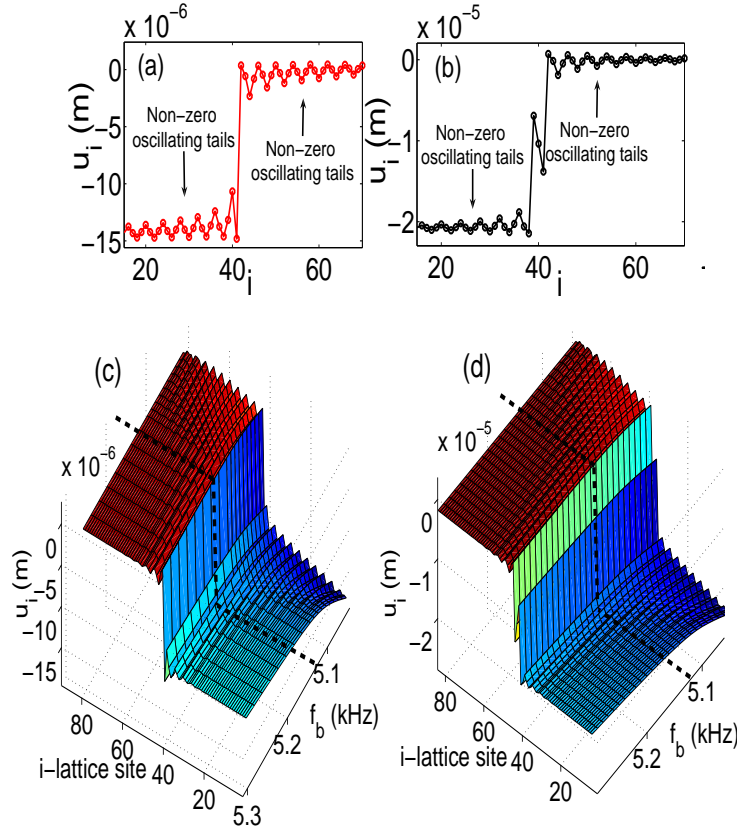 x 10⁻⁶
x 10⁻⁵
(a)
0
−5
−10
−15
u_i (m)
Non−zero
oscillating tails
Non−zero
oscillating tails
20
40
60
i
(b)
0
−1
−2
u_i (m)
Non−zero
oscillating tails
Non−zero
oscillating tails
20
40
60
i
(c)
x 10⁻⁶
0
−5
−10
−15
u_i (m)
80
60
40
20
i−lattice site
5.1
5.2
5.3
f_b (kHz)
(d)
x 10⁻⁵
0
−1
−2
u_i (m)
80
60
40
20
i−lattice site
5.1
5.2
f_b (kHz)